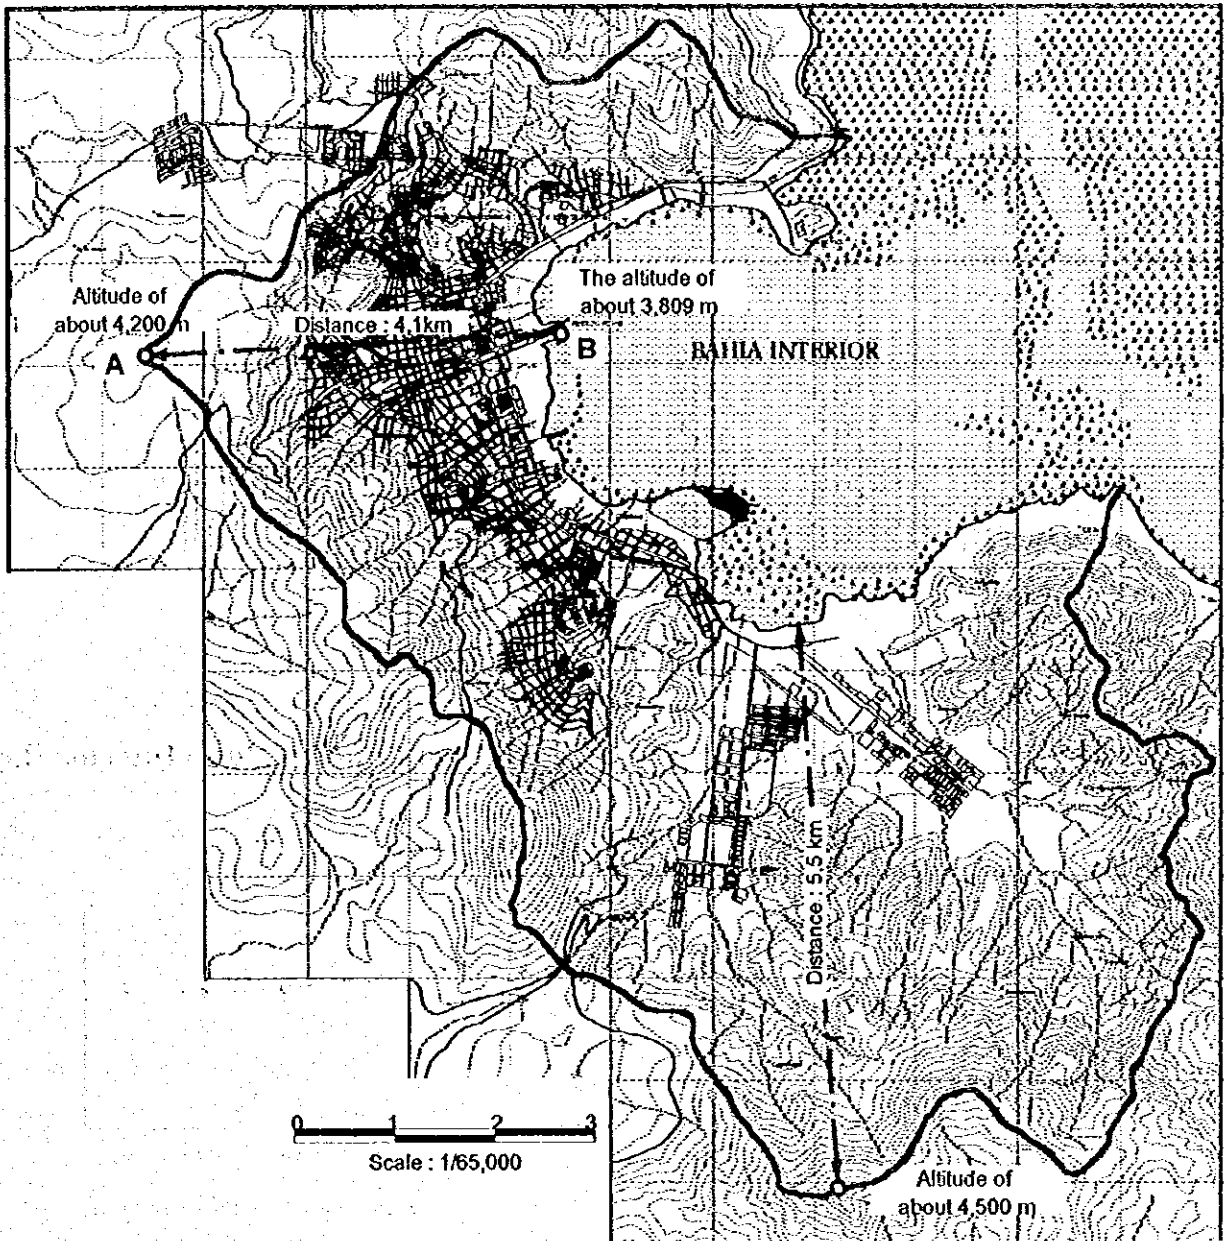 Altitude of
about 4,200 m
A
Distance : 4,1km
The altitude of
about 3,809 m
B
BAHIA INTERIOR
Distance : 5.5 km
0 1 2 3
Scale : 1/65,000
Altitude of
about 4,500 m